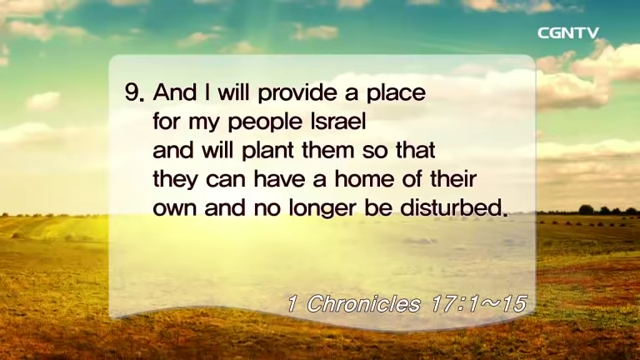 CGNTV
9. And I will provide a place
for my people Israel
and will plant them so that
they can have a home of their
own and no longer be disturbed.
1 Chronicles 17:1~15